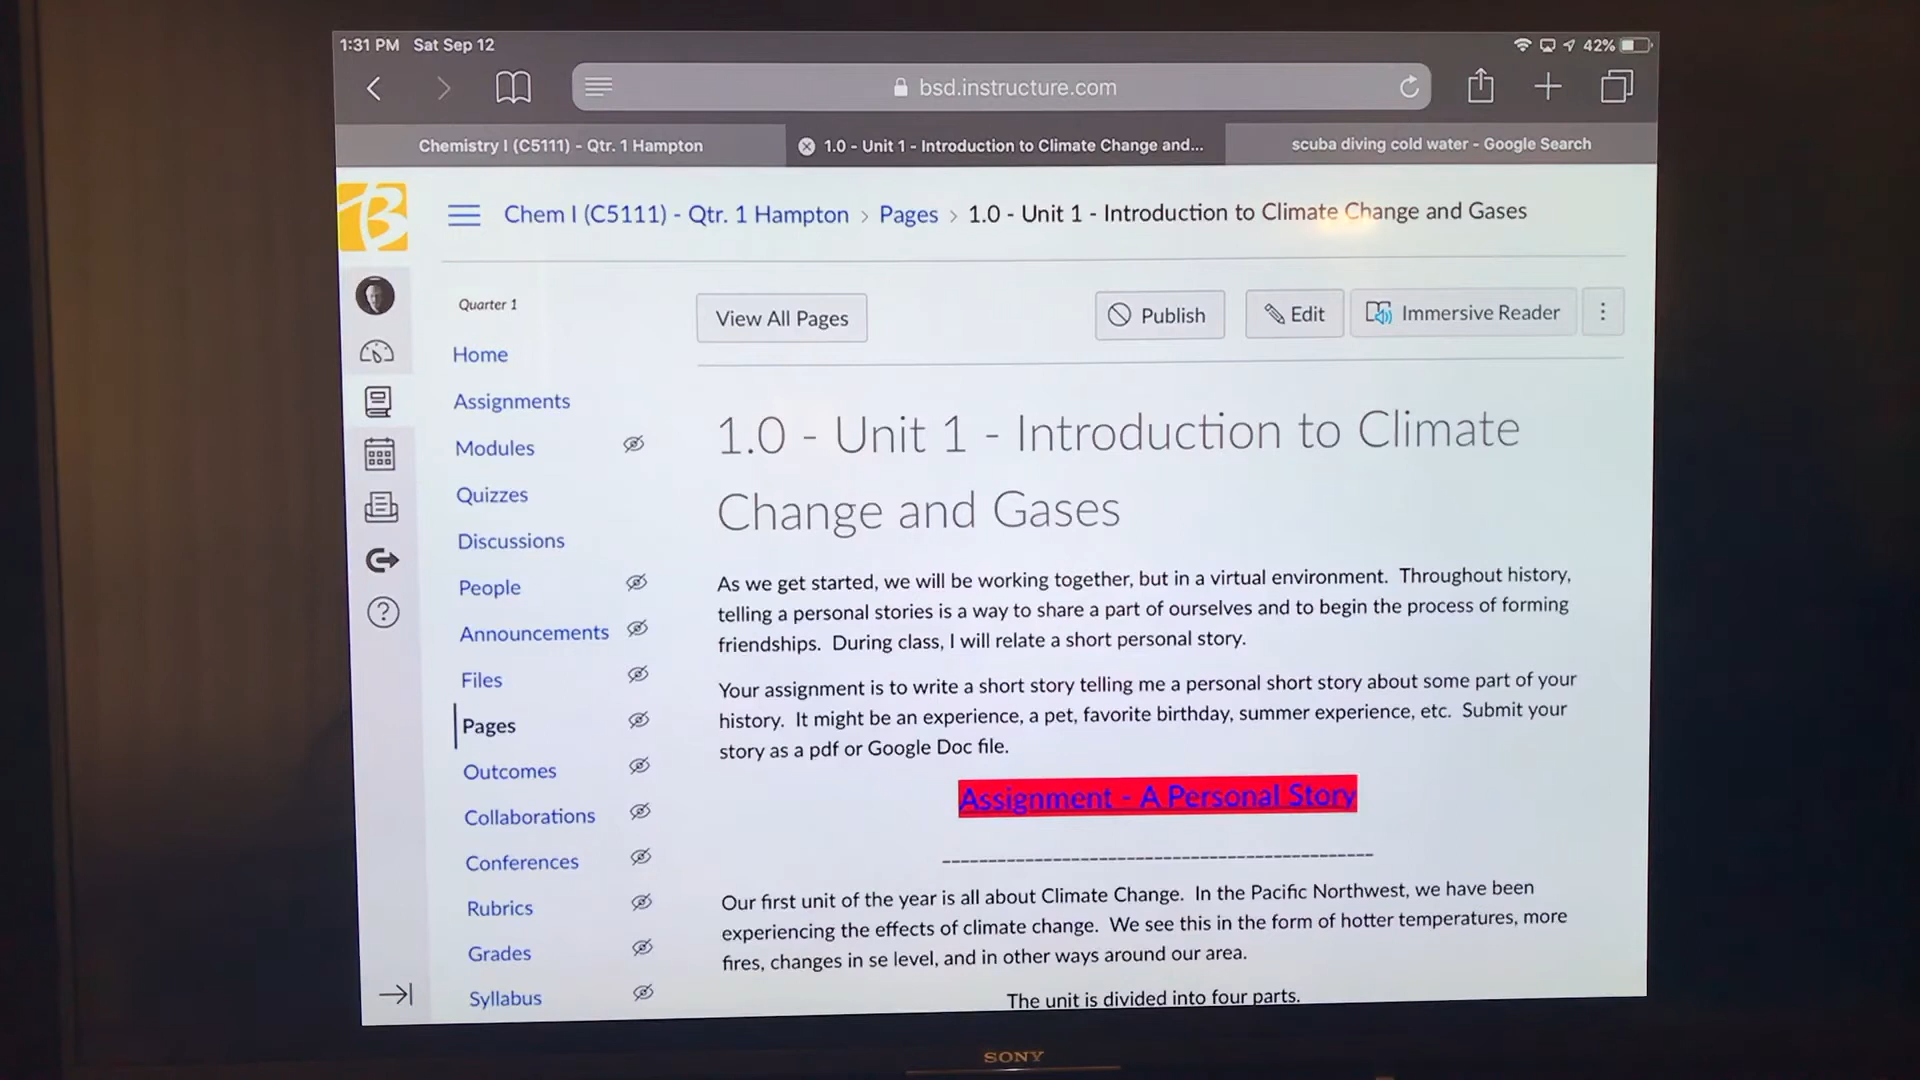 1:31 PM Sat Sep 12
42%
bsd.instructure.com
Chemistry I (C5111) - Qtr. 1 Hampton
1.0 - Unit 1 - Introduction to Climate Change and...
scuba diving cold water - Google Search
B
Chem I (C5111) - Qtr. 1 Hampton > Pages > 1.0 - Unit 1 - Introduction to Climate Change and Gases
Quarter 1
Home
Assignments
Modules
Quizzes
Discussions
People
Announcements
Files
Pages
Outcomes
Collaborations
Conferences
Rubrics
Grades
Syllabus
View All Pages
Publish
Edit
Immersive Reader
1.0 - Unit 1 - Introduction to Climate
Change and Gases
As we get started, we will be working together, but in a virtual environment. Throughout history,
telling a personal stories is a way to share a part of ourselves and to begin the process of forming
friendships. During class, I will relate a short personal story.
Your assignment is to write a short story telling me a personal short story about some part of your
history. It might be an experience, a pet, favorite birthday, summer experience, etc. Submit your
story as a pdf or Google Doc file.
Assignment - A Personal Story
-----------------------------------------------
Our first unit of the year is all about Climate Change. In the Pacific Northwest, we have been
experiencing the effects of climate change. We see this in the form of hotter temperatures, more
fires, changes in se level, and in other ways around our area.
The unit is divided into four parts.
SONY